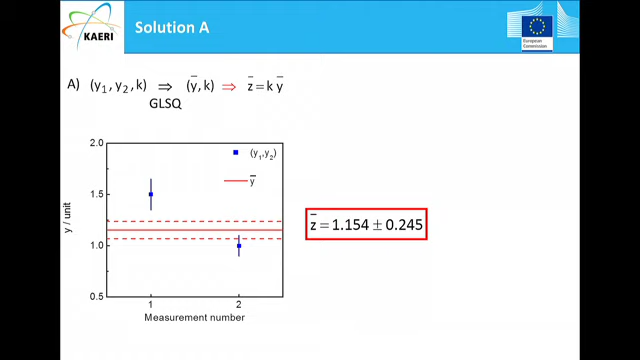 KAERI
Solution A
European
Commission
A) (y₁, y₂, k) ⇒ (y̅, k) ⇒ z̅ = k y̅
GLSQ
2.0
1.5
1.0
0.5
y / unit
(y₁,y₂)
y̅
1 2
Measurement number
z̅ = 1.154 ± 0.245